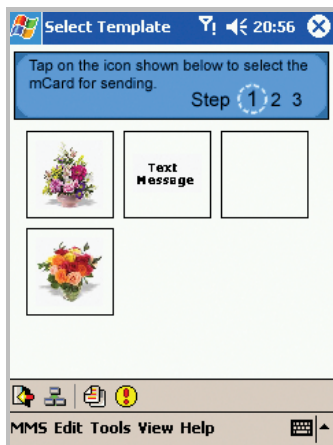 Select Template 20:56
Tap on the icon shown below to select the
mCard for sending.
Step 1 2 3
Text
Message
MMS Edit Tools View Help